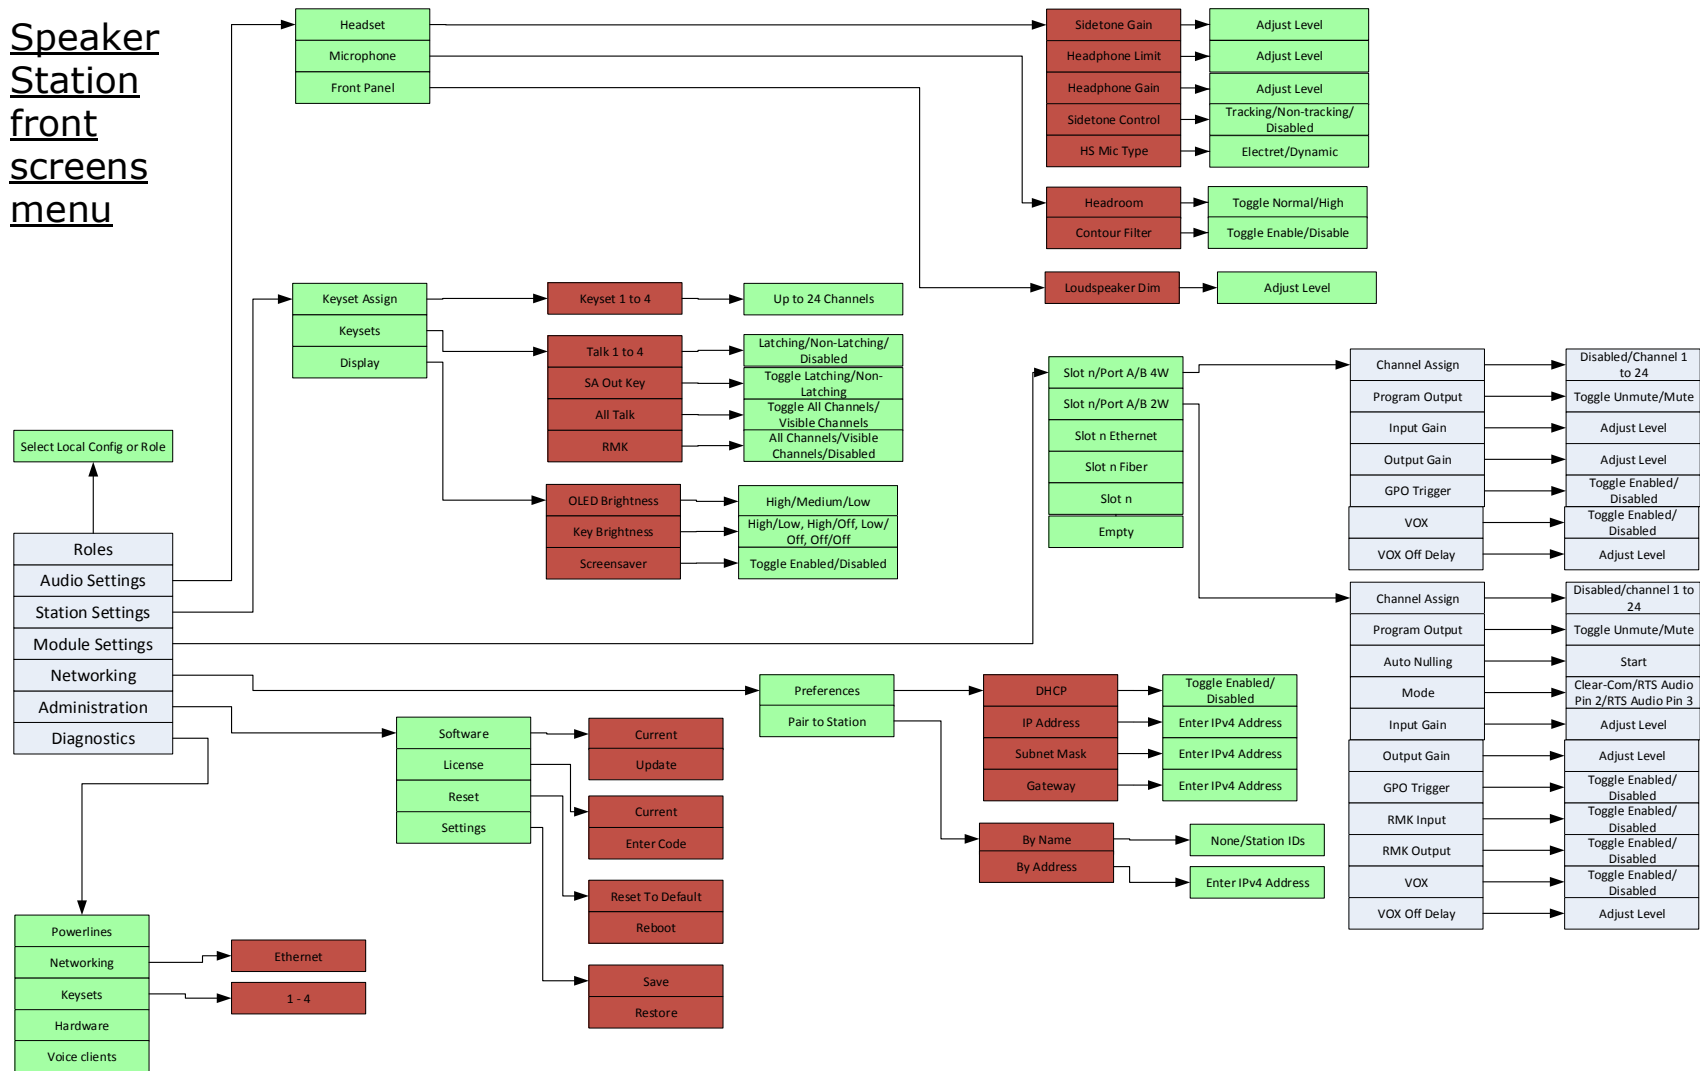 Speaker
Station
front
screens
menu
Headset
Microphone
Front Panel
Sidetone Gain
Headphone Limit
Headphone Gain
Sidetone Control
HS Mic Type
Adjust Level
Adjust Level
Adjust Level
Tracking/Non-tracking/
Disabled
Electret/Dynamic
Headroom
Contour Filter
Toggle Normal/High
Toggle Enable/Disable
Loudspeaker Dim
Adjust Level
Keyset Assign
Keysets
Display
Keyset 1 to 4
Up to 24 Channels
Talk 1 to 4
SA Out Key
All Talk
RMK
Latching/Non-Latching/
Disabled
Toggle Latching/Non-
Latching
Toggle All Channels/
Visible Channels
All Channels/Visible
Channels/Disabled
OLED Brightness
Key Brightness
Screensaver
High/Medium/Low
High/Low, High/Off, Low/
Off, Off/Off
Toggle Enabled/Disabled
Slot n/Port A/B 4W
Slot n/Port A/B 2W
Slot n Ethernet
Slot n Fiber
Slot n
Empty
Channel Assign
Program Output
Input Gain
Output Gain
GPO Trigger
VOX
VOX Off Delay
Disabled/Channel 1
to 24
Toggle Unmute/Mute
Adjust Level
Adjust Level
Toggle Enabled/
Disabled
Toggle Enabled/
Disabled
Adjust Level
Channel Assign
Program Output
Auto Nulling
Mode
Input Gain
Output Gain
GPO Trigger
RMK Input
RMK Output
VOX
VOX Off Delay
Disabled/channel 1 to
24
Toggle Unmute/Mute
Start
Clear-Com/RTS Audio
Pin 2/RTS Audio Pin 3
Adjust Level
Adjust Level
Toggle Enabled/
Disabled
Toggle Enabled/
Disabled
Toggle Enabled/
Disabled
Toggle Enabled/
Disabled
Adjust Level
Select Local Config or Role
Roles
Audio Settings
Station Settings
Module Settings
Networking
Administration
Diagnostics
Preferences
Pair to Station
DHCP
IP Address
Subnet Mask
Gateway
Toggle Enabled/
Disabled
Enter IPv4 Address
Enter IPv4 Address
Enter IPv4 Address
By Name
By Address
None/Station IDs
Enter IPv4 Address
Software
License
Reset
Settings
Current
Update
Current
Enter Code
Reset To Default
Reboot
Save
Restore
Powerlines
Networking
Keysets
Hardware
Voice clients
Ethernet
1 - 4